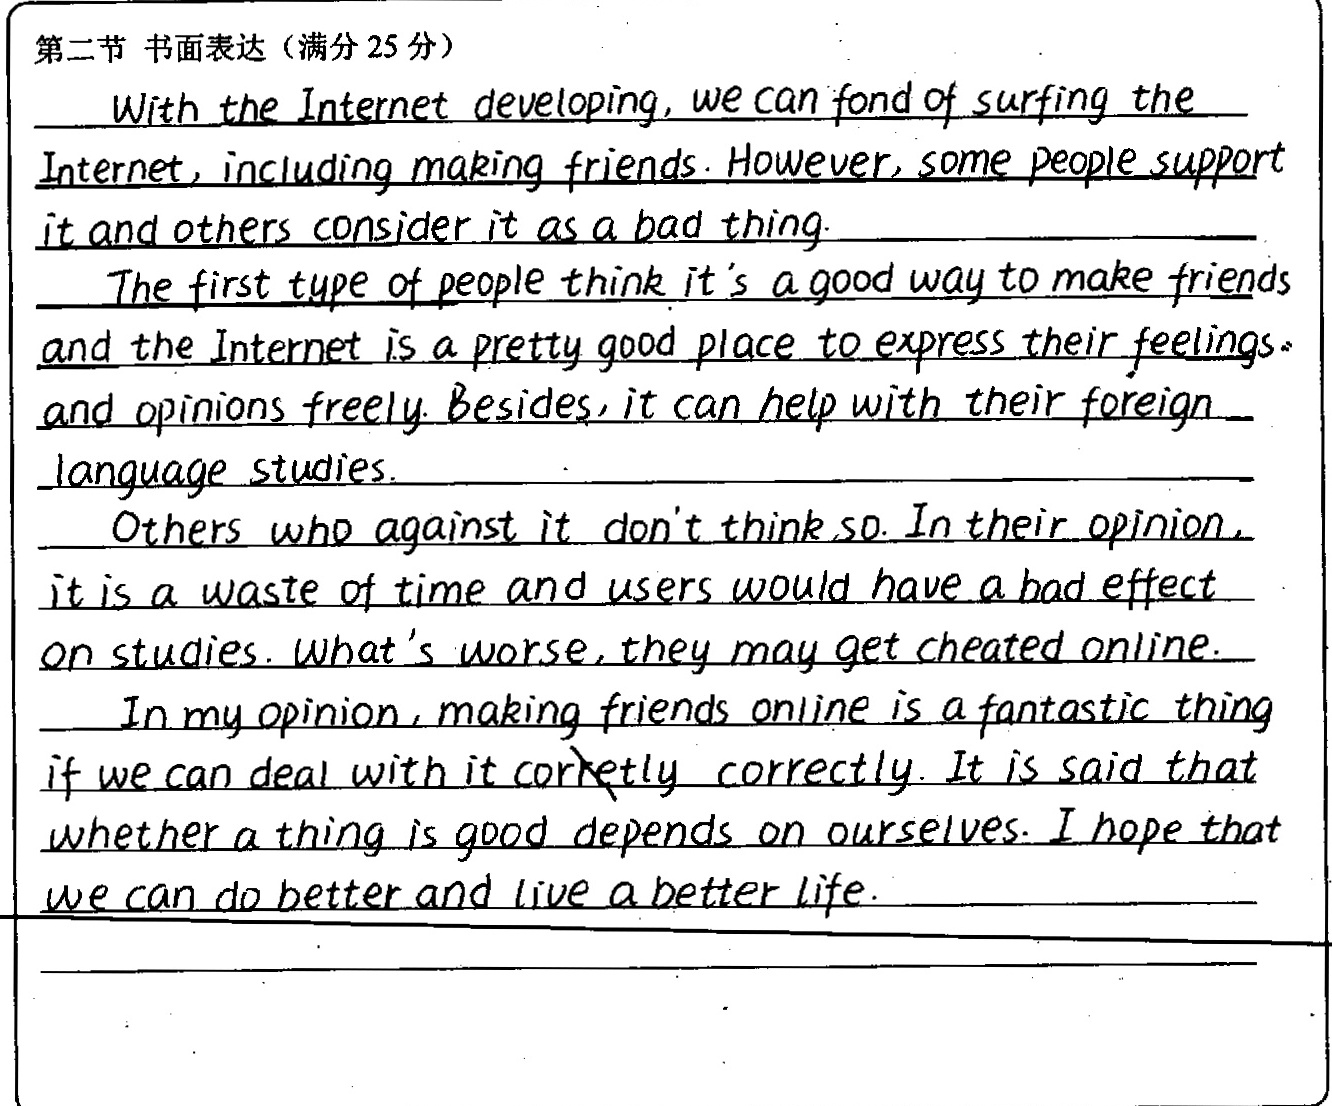 第二节 书面表达（满分 25 分）
With the Internet developing, we can fond of surfing the
Internet, including making friends. However, some people support
it and others consider it as a bad thing.
The first type of people think it's a good way to make friends
and the Internet is a pretty good place to express their feelings.
and opinions freely. Besides, it can help with their foreign
language studies.
Others who against it don't think so. In their opinion,
it is a waste of time and users would have a bad effect
on studies. What's worse, they may get cheated online.
In my opinion, making friends online is a fantastic thing
if we can deal with it correctly. It is said that
whether a thing is good depends on ourselves. I hope that
we can do better and live a better life.